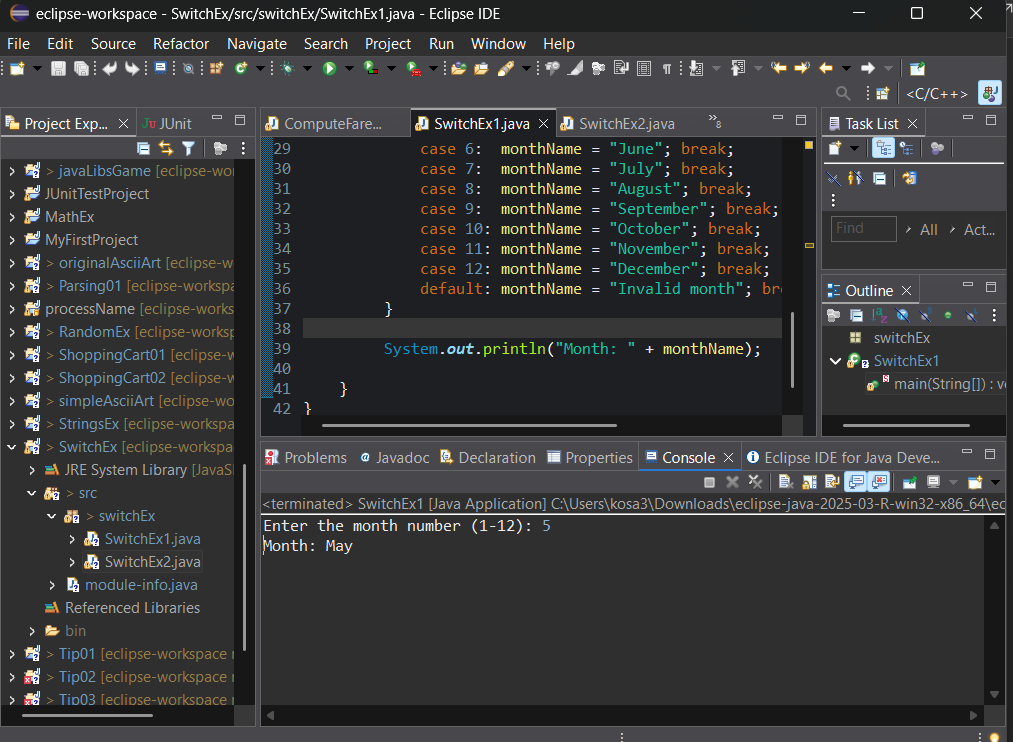 eclipse-workspace - SwitchEx/src/switchEx/SwitchEx1.java - Eclipse IDE
File Edit Source Refactor Navigate Search Project Run Window Help
<C/C++>
Project Exp...
JUnit
> javaLibsGame [eclipse-wo
JUnitTestProject
MathEx
MyFirstProject
> originalAsciiArt [eclipse-w
> Parsing01 [eclipse-workspa
processName [eclipse-works
> RandomEx [eclipse-worksp
> ShoppingCart01 [eclipse-w
> ShoppingCart02 [eclipse-w
> simpleAsciiArt [eclipse-wo
> StringsEx [eclipse-workspa
> SwitchEx [eclipse-workspa
JRE System Library [JavaS
> src
> switchEx
SwitchEx1.java
SwitchEx2.java
module-info.java
Referenced Libraries
bin
> Tip01 [eclipse-workspace
> Tip02 [eclipse-workspace
> Tip03 [eclipse-workspace
ComputeFare... SwitchEx1.java SwitchEx2.java »8
29 case 6: monthName = "June"; break;
30 case 7: monthName = "July"; break;
31 case 8: monthName = "August"; break;
32 case 9: monthName = "September"; break;
33 case 10: monthName = "October"; break;
34 case 11: monthName = "November"; break;
35 case 12: monthName = "December"; break;
36 default: monthName = "Invalid month"; br
37 }
38
39 System.out.println("Month: " + monthName);
40
41 }
42 }
Task List
Find All Act...
Outline
switchEx
SwitchEx1
main(String[]) : v
Problems Javadoc Declaration Properties Console Eclipse IDE for Java Deve...
<terminated> SwitchEx1 [Java Application] C:\Users\kosa3\Downloads\eclipse-java-2025-03-R-win32-x86_64\ec
Enter the month number (1-12): 5
Month: May